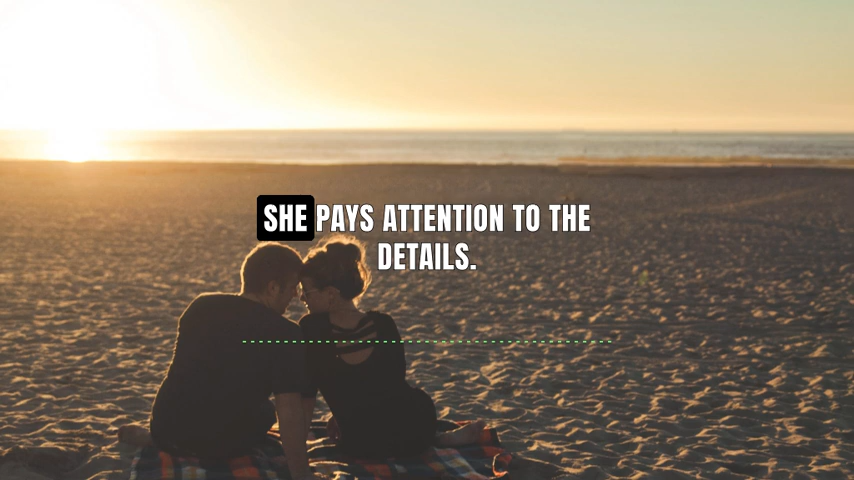 SHE PAYS ATTENTION TO THE
DETAILS.